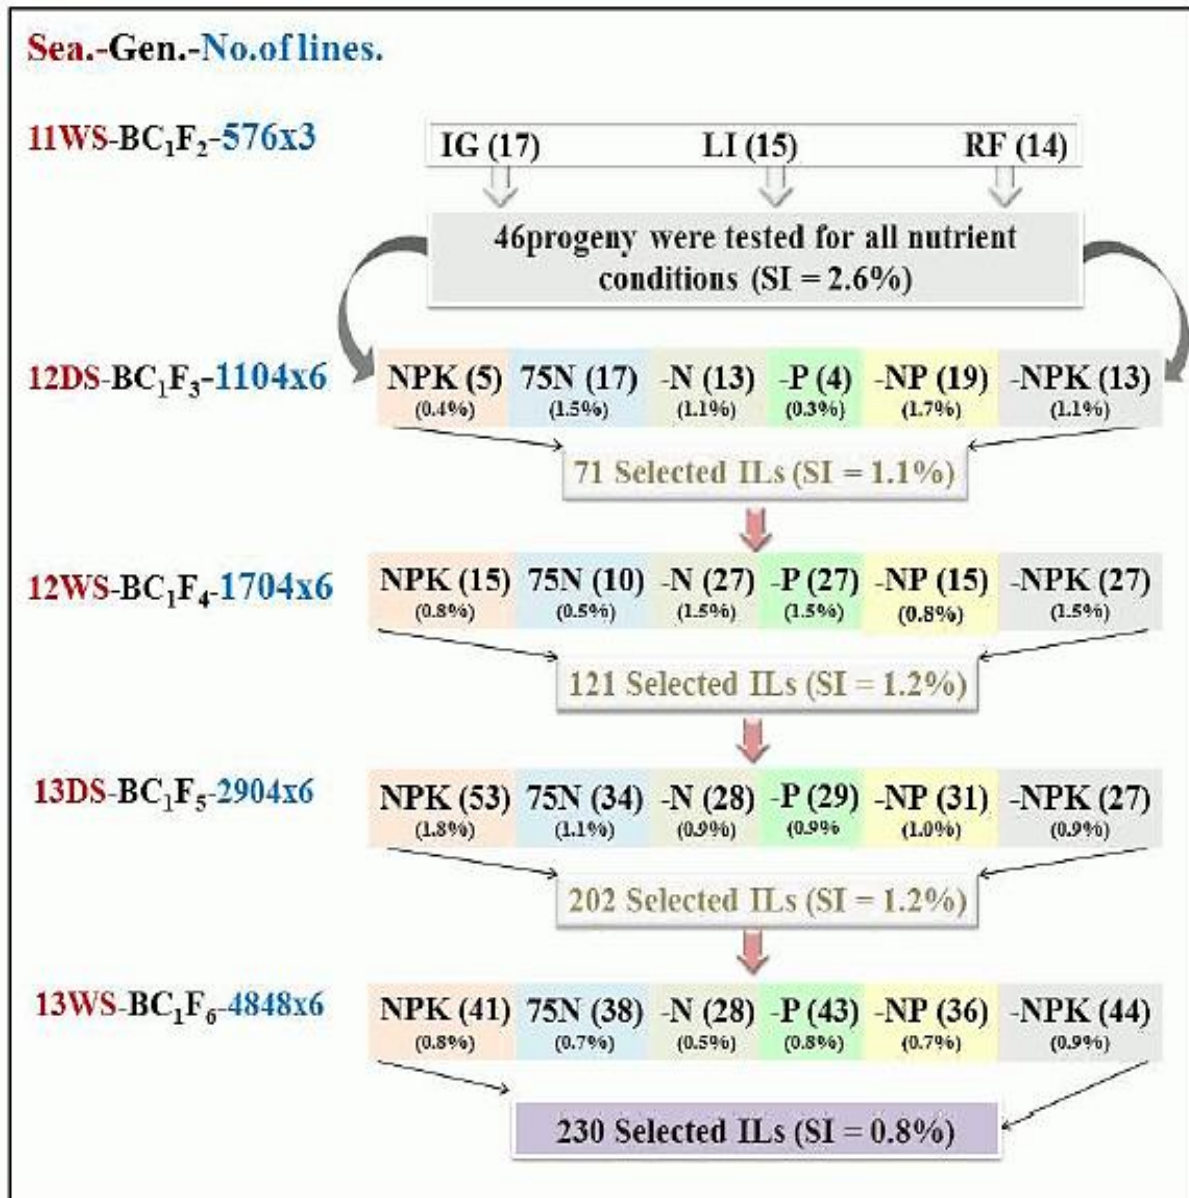 Sea.-Gen.-No.of lines.
11WS-BC₁F₂-576x3
IG (17) LI (15) RF (14)
46progeny were tested for all nutrient
conditions (SI = 2.6%)
12DS-BC₁F₃-1104x6
NPK (5) 75N (17) -N (13) -P (4) -NP (19) -NPK (13)
(0.4%) (1.5%) (1.1%) (0.3%) (1.7%) (1.1%)
71 Selected ILs (SI = 1.1%)
12WS-BC₁F₄-1704x6
NPK (15) 75N (10) -N (27) -P (27) -NP (15) -NPK (27)
(0.8%) (0.5%) (1.5%) (1.5%) (0.8%) (1.5%)
121 Selected ILs (SI = 1.2%)
13DS-BC₁F₅-2904x6
NPK (53) 75N (34) -N (28) -P (29) -NP (31) -NPK (27)
(1.8%) (1.1%) (0.9%) (0.9% (1.0%) (0.9%)
202 Selected ILs (SI = 1.2%)
13WS-BC₁F₆-4848x6
NPK (41) 75N (38) -N (28) -P (43) -NP (36) -NPK (44)
(0.8%) (0.7%) (0.5%) (0.8%) (0.7%) (0.9%)
230 Selected ILs (SI = 0.8%)